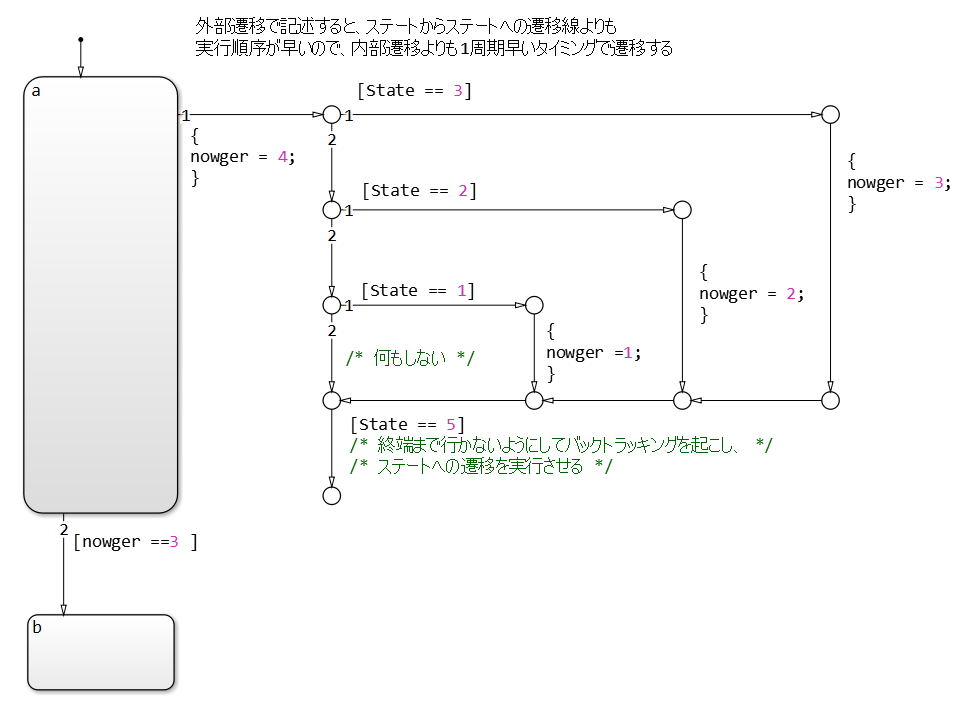 外部遷移で記述すると、ステートからステートへの遷移線よりも
実行順序が早いので、内部遷移よりも1周期早いタイミングで遷移する
a
1
{
nowger = 4;
}
[State == 3]
1
2
{
nowger = 3;
}
[State == 2]
1
2
{
nowger = 2;
}
[State == 1]
1
2
{
nowger =1;
}
/* 何もしない */
[State == 5]
/* 終端まで行かないようにしてバックトラッキングを起こし、 */
/* ステートへの遷移を実行させる */
2
[nowger ==3 ]
b